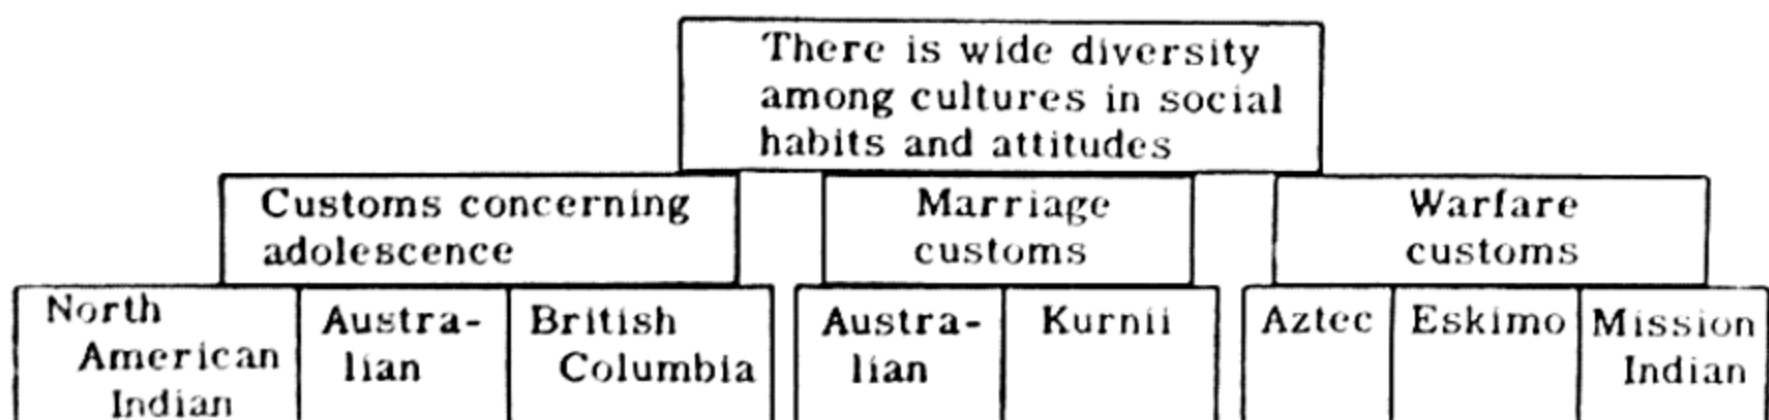 There is wide diversity
among cultures in social
habits and attitudes
Customs concerning
adolescence
Marriage
customs
Warfare
customs
North
American
Indian
Austra-
lian
British
Columbia
Austra-
lian
Kurnii
Aztec
Eskimo
Mission
Indian